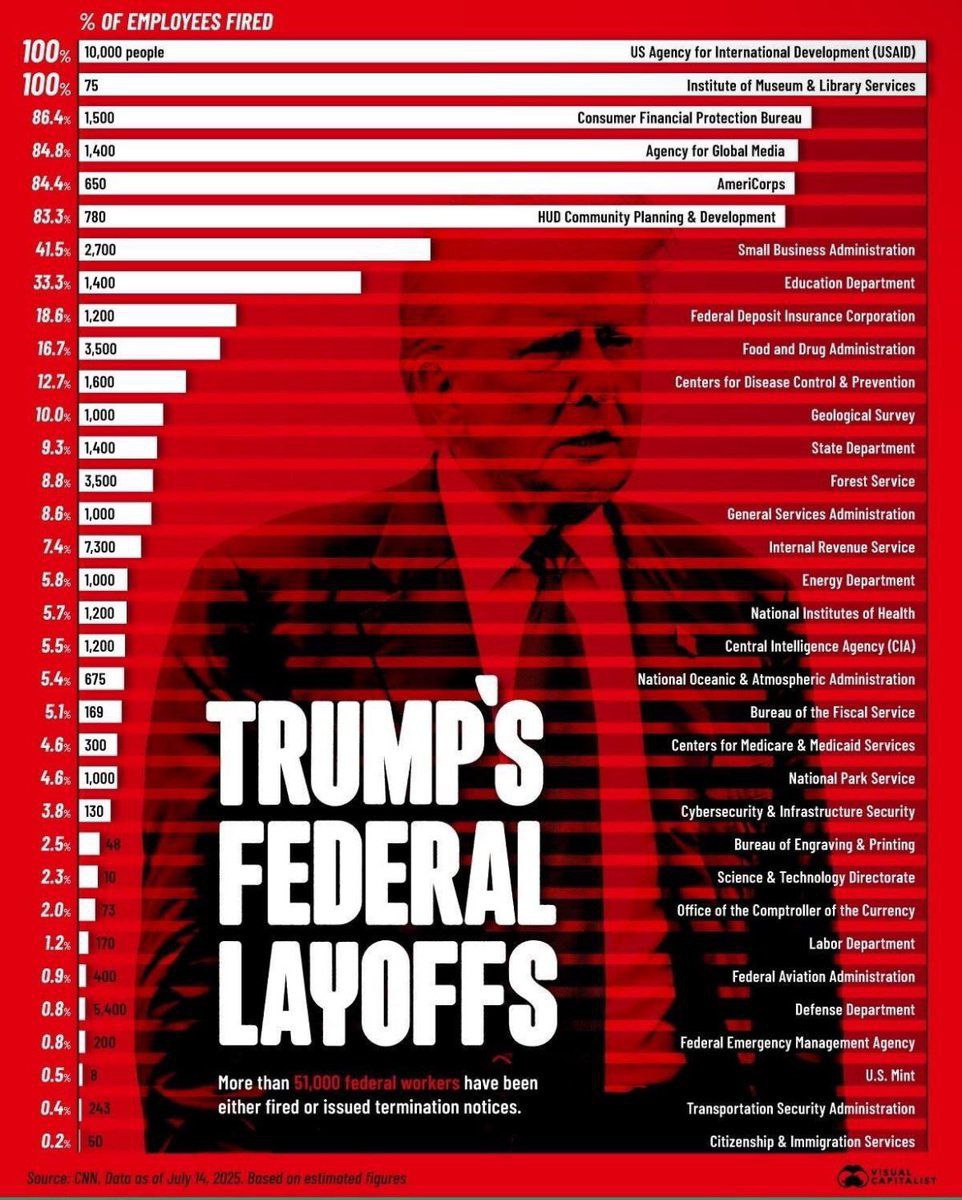 % OF EMPLOYEES FIRED
100% 10,000 people US Agency for International Development (USAID)
100% 75 Institute of Museum & Library Services
86.4% 1,500 Consumer Financial Protection Bureau
84.8% 1,400 Agency for Global Media
84.4% 650 AmeriCorps
83.3% 780 HUD Community Planning & Development
41.5% 2,700 Small Business Administration
33.3% 1,400 Education Department
18.6% 1,200 Federal Deposit Insurance Corporation
16.7% 3,500 Food and Drug Administration
12.7% 1,600 Centers for Disease Control & Prevention
10.0% 1,000 Geological Survey
9.3% 1,400 State Department
8.8% 3,500 Forest Service
8.6% 1,000 General Services Administration
7.4% 7,300 Internal Revenue Service
5.8% 1,000 Energy Department
5.7% 1,200 National Institutes of Health
5.5% 1,200 Central Intelligence Agency (CIA)
5.4% 675 National Oceanic & Atmospheric Administration
5.1% 169 Bureau of the Fiscal Service
4.6% 300 Centers for Medicare & Medicaid Services
4.6% 1,000 National Park Service
3.8% 130 Cybersecurity & Infrastructure Security
2.5% 48 Bureau of Engraving & Printing
2.3% 10 Science & Technology Directorate
2.0% 73 Office of the Comptroller of the Currency
1.2% 170 Labor Department
0.9% 400 Federal Aviation Administration
0.8% 5,400 Defense Department
0.8% 200 Federal Emergency Management Agency
0.5% 8 U.S. Mint
0.4% 243 Transportation Security Administration
0.2% 50 Citizenship & Immigration Services
TRUMP'S
FEDERAL
LAYOFFS
More than 51,000 federal workers have been
either fired or issued termination notices.
Source: CNN. Data as of July 14, 2025. Based on estimated figures
VISUAL
CAPITALIST